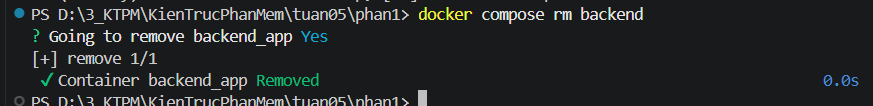 PS D:\3_KTPM\KienTrucPhanMem\tuan05\phan1> docker compose rm backend
? Going to remove backend_app Yes
[+] remove 1/1
✓ Container backend_app Removed 0.0s
PS D:\3_KTPM\KienTrucPhanMem\tuan05\phan1>